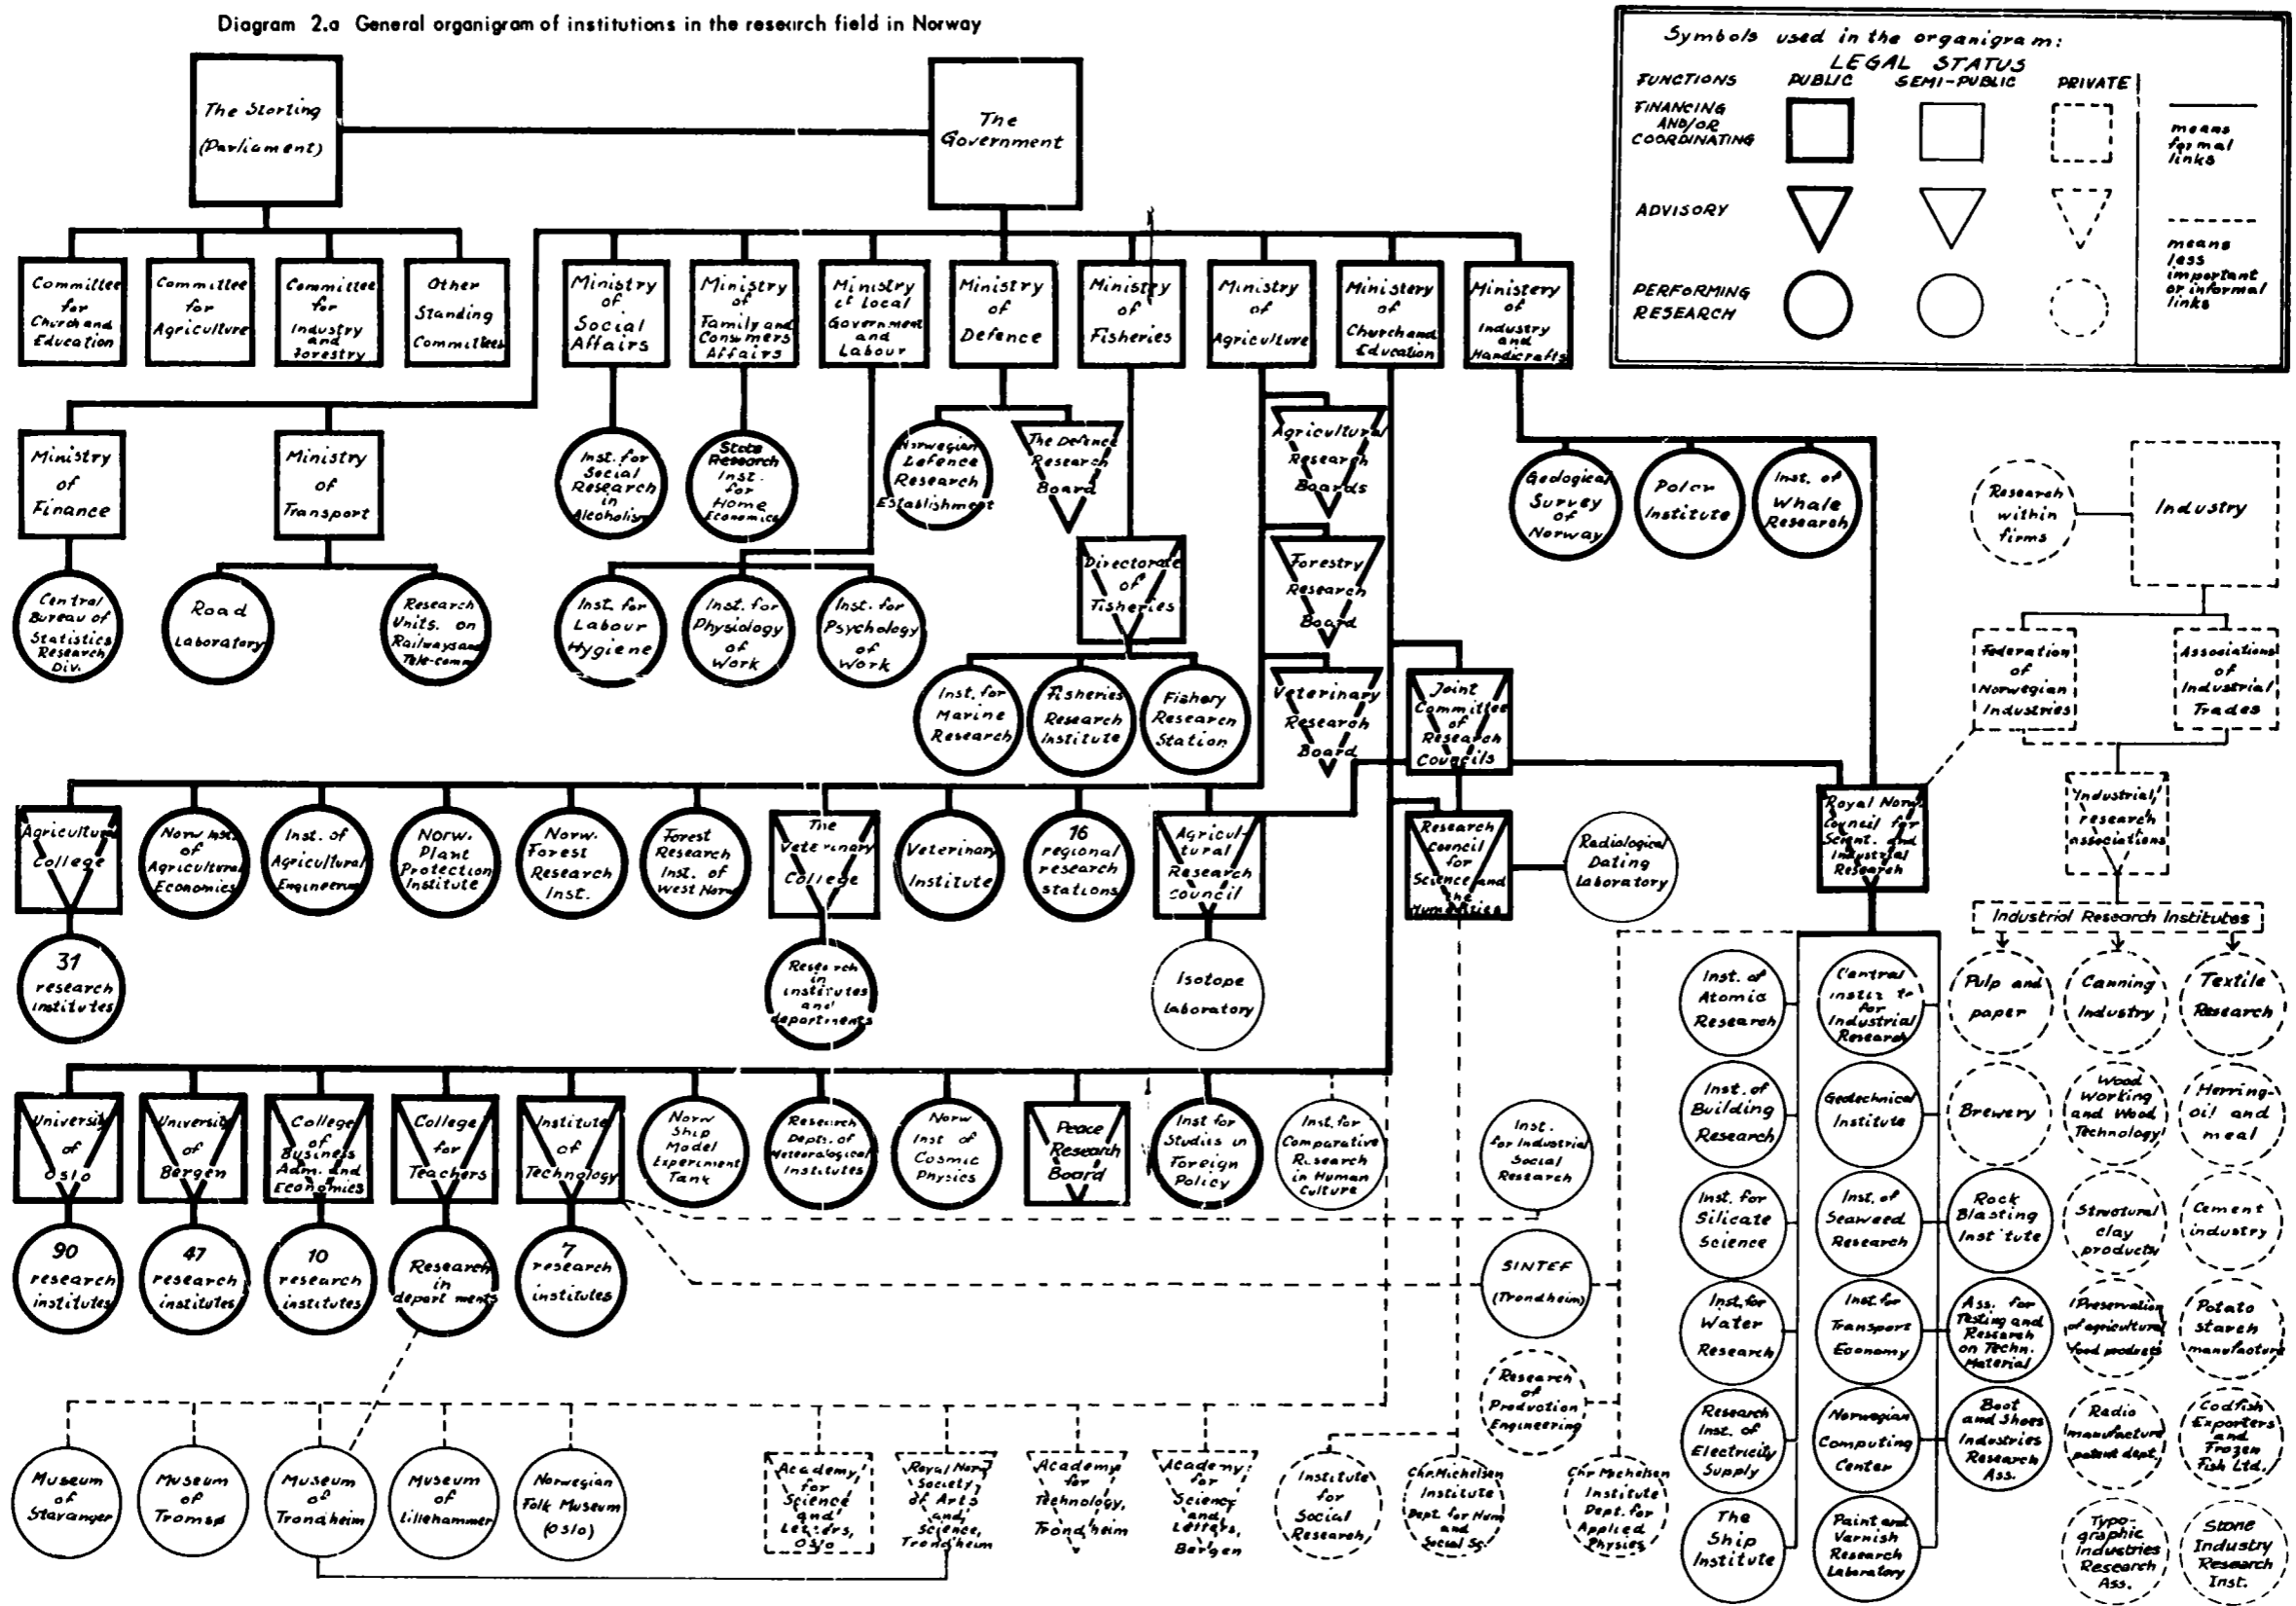 Diagram 2.a General organigram of institutions in the research field in Norway
Symbols used in the organigram:
LEGAL STATUS
FUNCTIONS PUBLIC SEMI-PUBLIC PRIVATE
FINANCING
AND/OR
COORDINATING
ADVISORY
PERFORMING
RESEARCH
means
formal
links
means
less
important
or informal
links
The Storting
(Parliament)
The
Government
Committee
for
Church and
Education
Committee
for
Agriculture
Committee
for
Industry
and
Forestry
Other
Standing
Committees
Ministry
of
Social
Affairs
Ministry
of
Family and
Consumers
Affairs
Ministry
of Local
Government
and
Labour
Ministry
of
Defence
Ministry
of
Fisheries
Ministry
of
Agriculture
Ministery
of
Church and
Education
Ministery
of
Industry
and
Handicrafts
Ministry
of
Finance
Ministry
of
Transport
Inst. for
Social
Research
in
Alcoholism
State
Research
Inst.
for
Home
Economics
Norwegian
Defence
Research
Establishment
The Defence
Research
Board
Agricultural
Research
Boards
Geological
Survey
of
Norway
Polar
Institute
Inst. of
Whale
Research
Research
within
firms
Industry
Central
Bureau of
Statistics
Research
Div.
Road
Laboratory
Research
Units. on
Railways and
Tele-comm
Inst. for
Labour
Hygiene
Inst. for
Physiology
of
Work
Inst. for
Psychology
of
Work
Directorate
of
Fisheries
Forestry
Research
Board
Federation
of
Norwegian
Industries
Associations
of
Industrial
Trades
Inst. for
Marine
Research
Fisheries
Research
Institute
Fishery
Research
Station
Veterinary
Research
Board
Joint
Committee
of
Research
Councils
Agricultural
College
Norw Inst.
of
Agricultural
Economics
Inst. of
Agricultural
Engineering
Norw.
Plant
Protection
Institute
Norw.
Forest
Research
Inst.
Forest
Research
Inst. of
West Norw
The
Veterinary
College
Veterinary
Institute
16
regional
research
stations
Agricul-
tural
Research
Council
Research
Council
for
Science and
the
Humanities
Radiological
Dating
Laboratory
Royal Norw
Council for
Scient. and
Industrial
Research
Industrial
research
associations
Industrial Research Institutes
31
research
institutes
Research
in
institutes
and
departments
Isotope
Laboratory
Inst. of
Atomic
Research
Central
Institute
for
Industrial
Research
Pulp and
paper
Canning
Industry
Textile
Research
University
of
Oslo
University
of
Bergen
College
of
Business
Adm. and
Economics
College
for
Teachers
Institute
of
Technology
Norw
Ship
Model
Experiment
Tank
Research
Depts. of
Meteoralogical
Institutes
Norw
Inst of
Cosmic
Physics
Peace
Research
Board
Inst for
Studies in
Foreign
Policy
Inst. for
Comparative
Research
in Human
Culture
Inst.
for Industrial
Social
Research
Inst. of
Building
Research
Geotechnical
Institute
Brewery
Wood
Working
and Wood
Technology
Herring-
oil and
meal
90
research
institutes
47
research
institutes
10
research
institutes
Research
in
departments
7
research
institutes
SINTEF
(Trondheim)
Inst. for
Silicate
Science
Inst. of
Seaweed
Research
Rock
Blasting
Institute
Structural
clay
products
Cement
industry
Inst. for
Water
Research
Inst. for
Transport
Economy
Ass. for
Testing and
Research
on Techn.
Material
Preservation
of agricultural
food products
Potato
starch
manufacture
Research
of
Production
Engineering
Research
Inst. of
Electricity
Supply
Norwegian
Computing
Center
Boot
and Shoes
Industries
Research
Ass.
Radio
manufacture
patent dept.
Codfish
Exporters
and
Frozen
Fish Ltd.
Museum
of
Stavanger
Museum
of
Tromsø
Museum
of
Trondheim
Museum
of
Lillehammer
Norwegian
Folk Museum
(Oslo)
Academy
for
Science
and
Letters,
Oslo
Royal Norw
Society
of Arts
and
Science,
Trondheim
Academy
for
Technology,
Trondheim
Academy
for
Science
and
Letters,
Bergen
Institute
for
Social
Research
Chr. Michelsen
Institute
Dept. for Hum
and
Social Sc.
Chr Michelsen
Institute
Dept. for
Applied
Physics
The
Ship
Institute
Paint and
Varnish
Research
Laboratory
Typo-
graphic
Industries
Research
Ass.
Stone
Industry
Research
Inst.